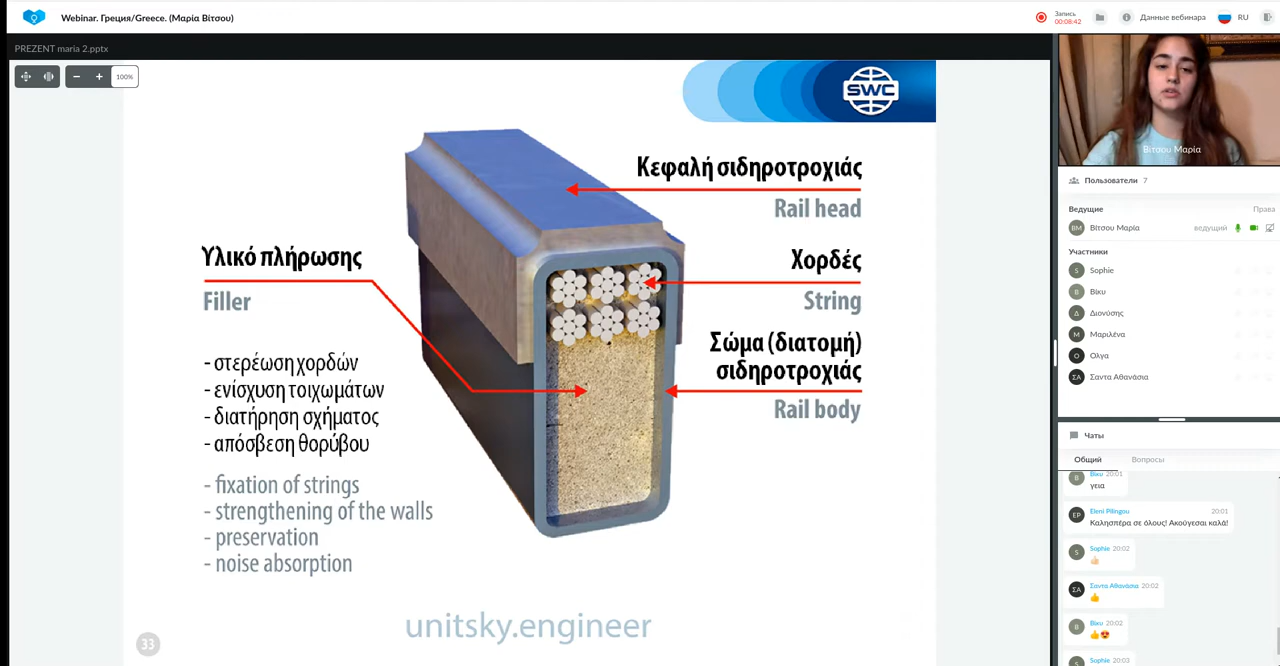 Webinar. Греция/Greece. (Μαρία Βίτσου)
Запись
00:08:42
Данные вебинара
RU
PREZENT maria 2.pptx
100%
SWC
Κεφαλή σιδηροτροχιάς
Rail head
Υλικό πλήρωσης
Filler
Χορδές
String
Σώμα (διατομή)
σιδηροτροχιάς
Rail body
- στερέωση χορδών
- ενίσχυση τοιχωμάτων
- διατήρηση σχήματος
- απόσβεση θορύβου
- fixation of strings
- strengthening of the walls
- preservation
- noise absorption
unitsky.engineer
33
Βίτσου Μαρία
Пользователи 7
Ведущие
Права
ΒΜ
Βίτσου Μαρία
ведущий
Участники
S
Sophie
Β
Βίκυ
Δ
Διονύσης
Μ
Μαριλένα
Ο
Ολγα
ΣΑ
Σαντα Αθανάσια
Чаты
Общий
Вопросы
Β
Βίκυ 20:01
γεια
EP
Eleni Pilingou
20:01
Καλησπέρα σε όλους! Ακούγεσαι καλά!
S
Sophie 20:02
ΣΑ
Σαντα Αθανάσια 20:02
Β
Βίκυ 20:02
S
Sophie 20:03